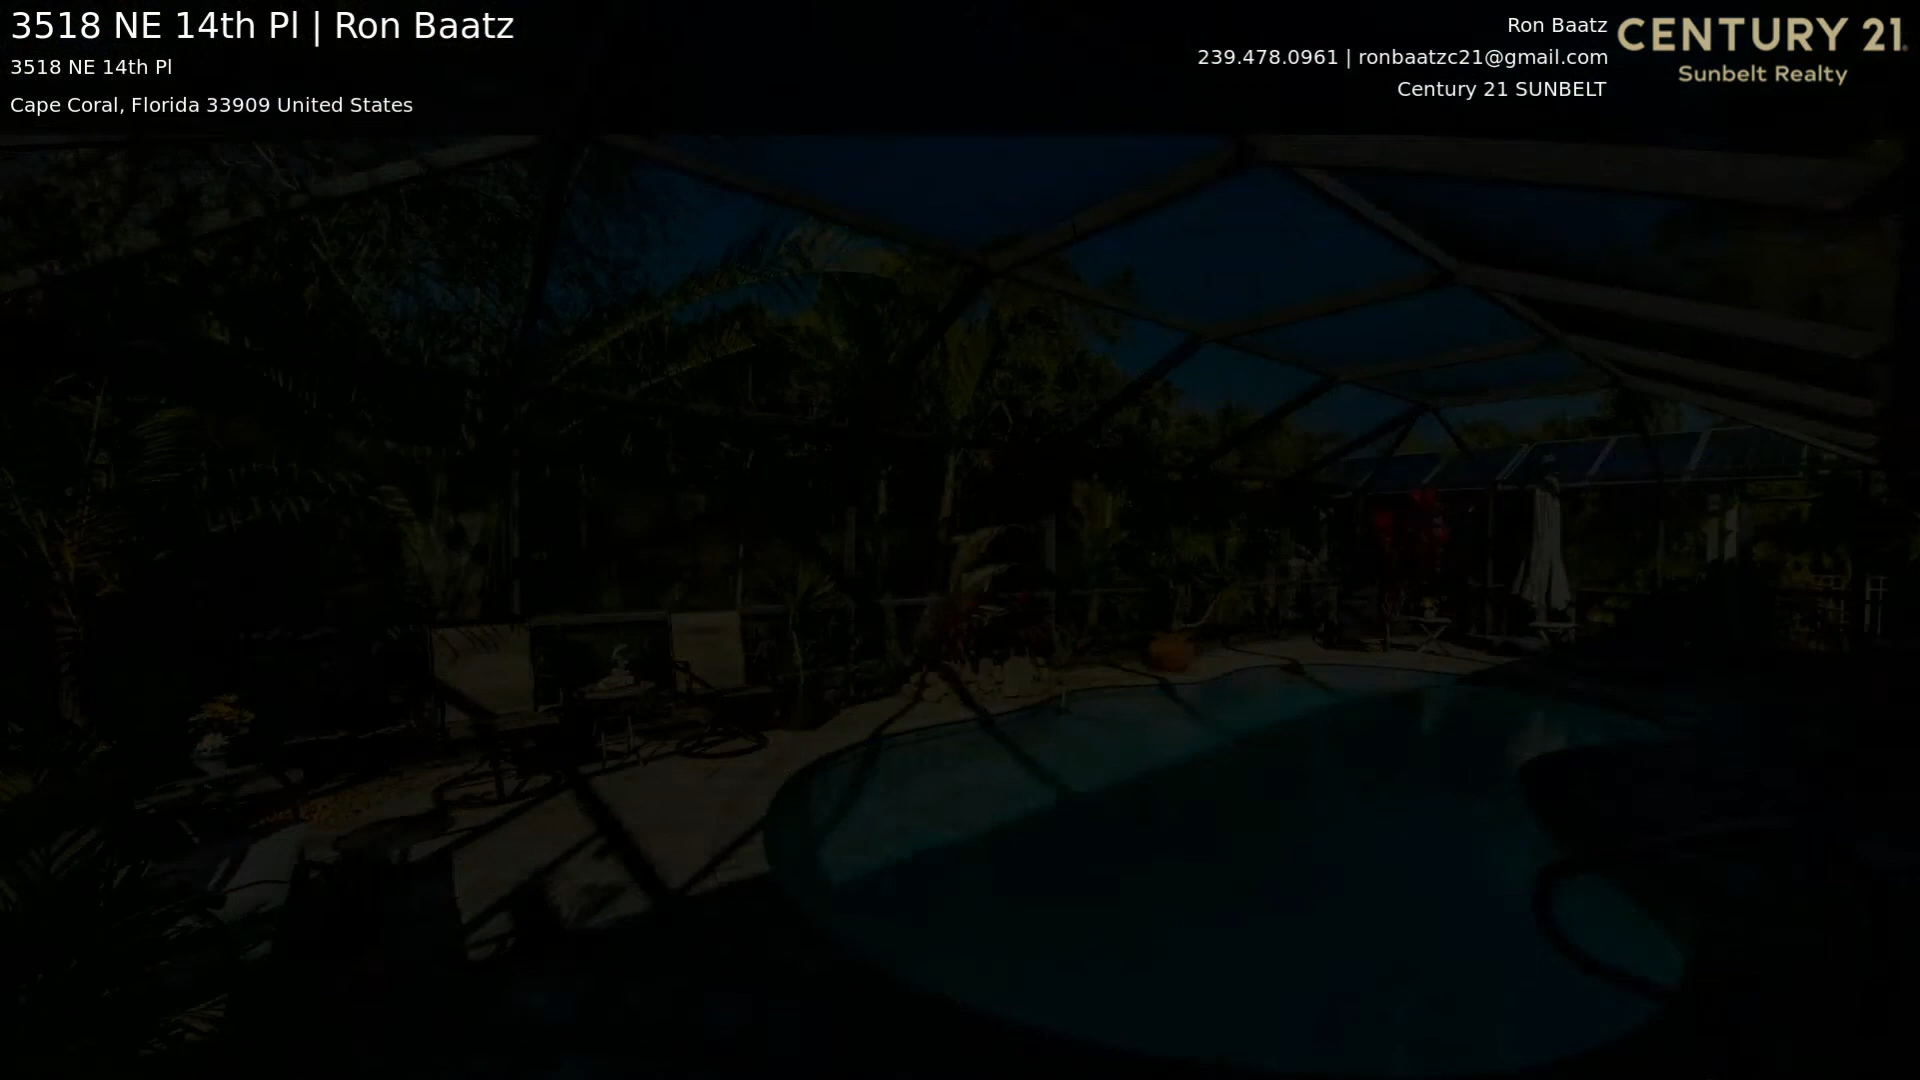 3518 NE 14th Pl | Ron Baatz
3518 NE 14th Pl
Cape Coral, Florida 33909 United States
Ron Baatz
239.478.0961 | ronbaatzc21@gmail.com
Century 21 SUNBELT
CENTURY 21.
Sunbelt Realty